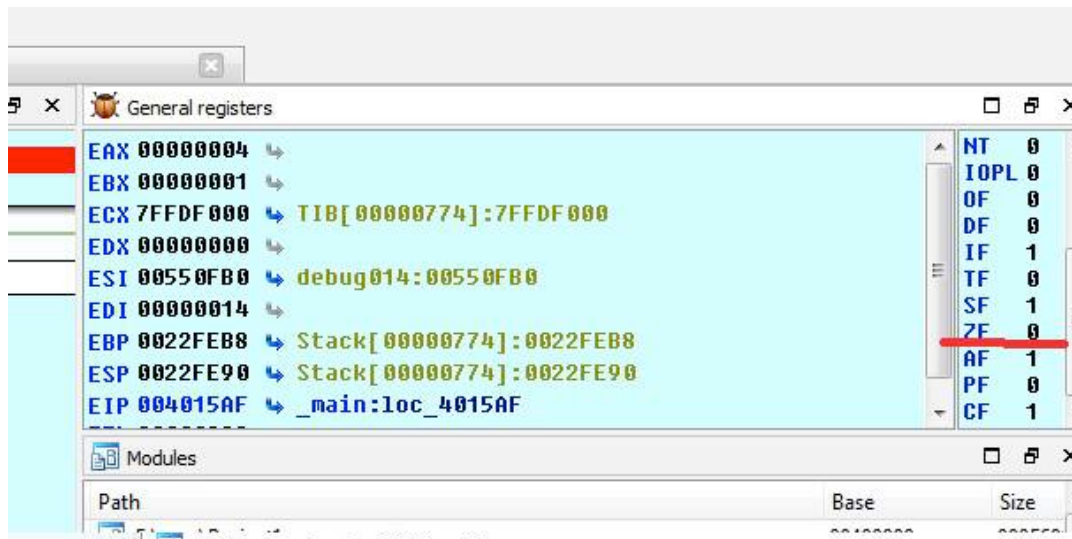 General registers
EAX 00000004
EBX 00000001
ECX 7FFDF000 TIB[00000774]:7FFDF000
EDX 00000000
ESI 00550FB0 debug014:00550FB0
EDI 00000014
EBP 0022FEB8 Stack[00000774]:0022FEB8
ESP 0022FE90 Stack[00000774]:0022FE90
EIP 004015AF _main:loc_4015AF
NT 0
IOPL 0
OF 0
DF 0
IF 1
TF 0
SF 1
ZF 0
AF 1
PF 0
CF 1
Modules
Path Base Size